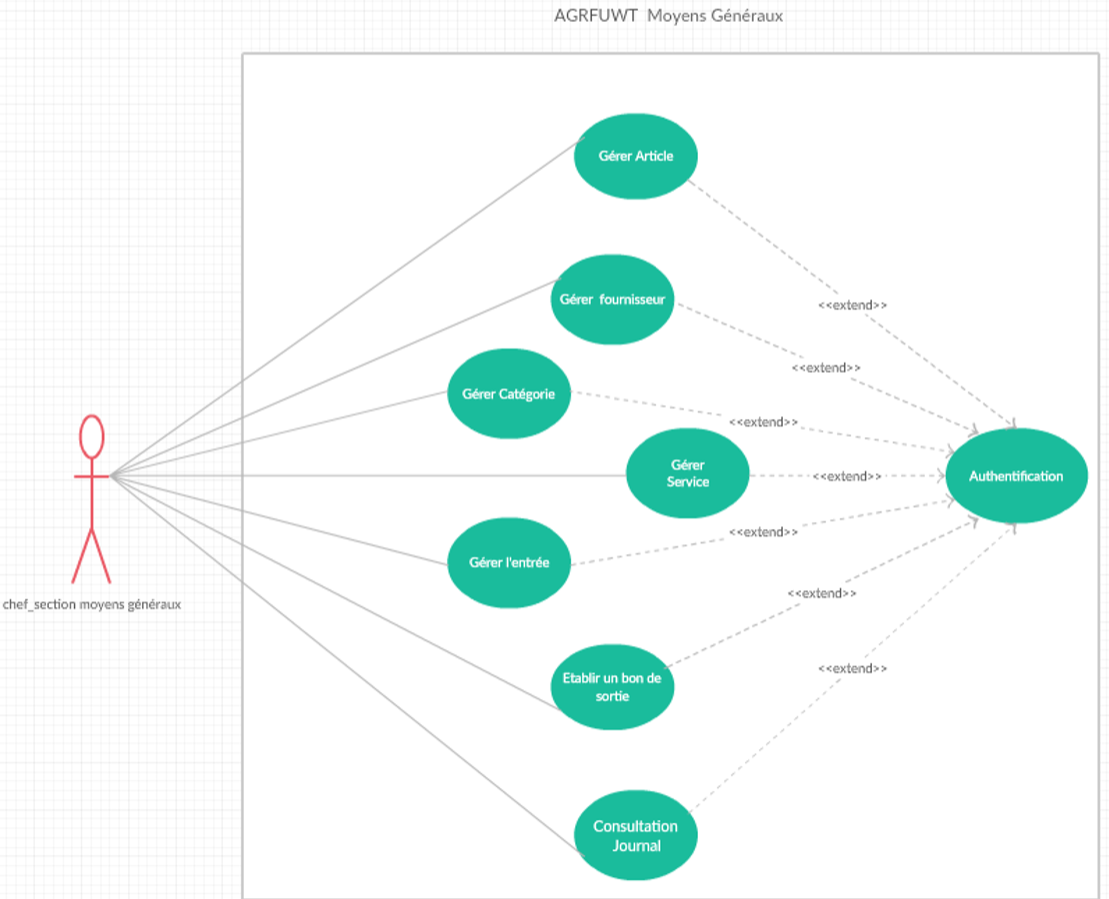 AGRFUWT Moyens Généraux
Gérer Article
<<extend>>
Gérer fournisseur
<<extend>>
Gérer Catégorie
<<extend>>
Gérer
Service
<<extend>>
Authentification
<<extend>>
Gérer l'entrée
<<extend>>
chef_section moyens généraux
Etablir un bon de
sortie
<<extend>>
Consultation
Journal